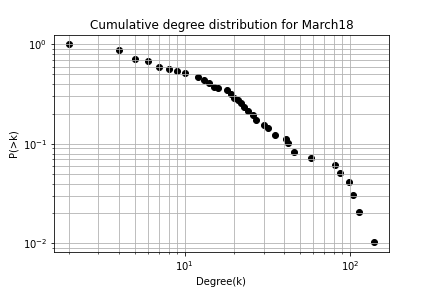 Cumulative degree distribution for March18
10⁰
10⁻¹
10⁻²
P(>k)
10¹
10²
Degree(k)